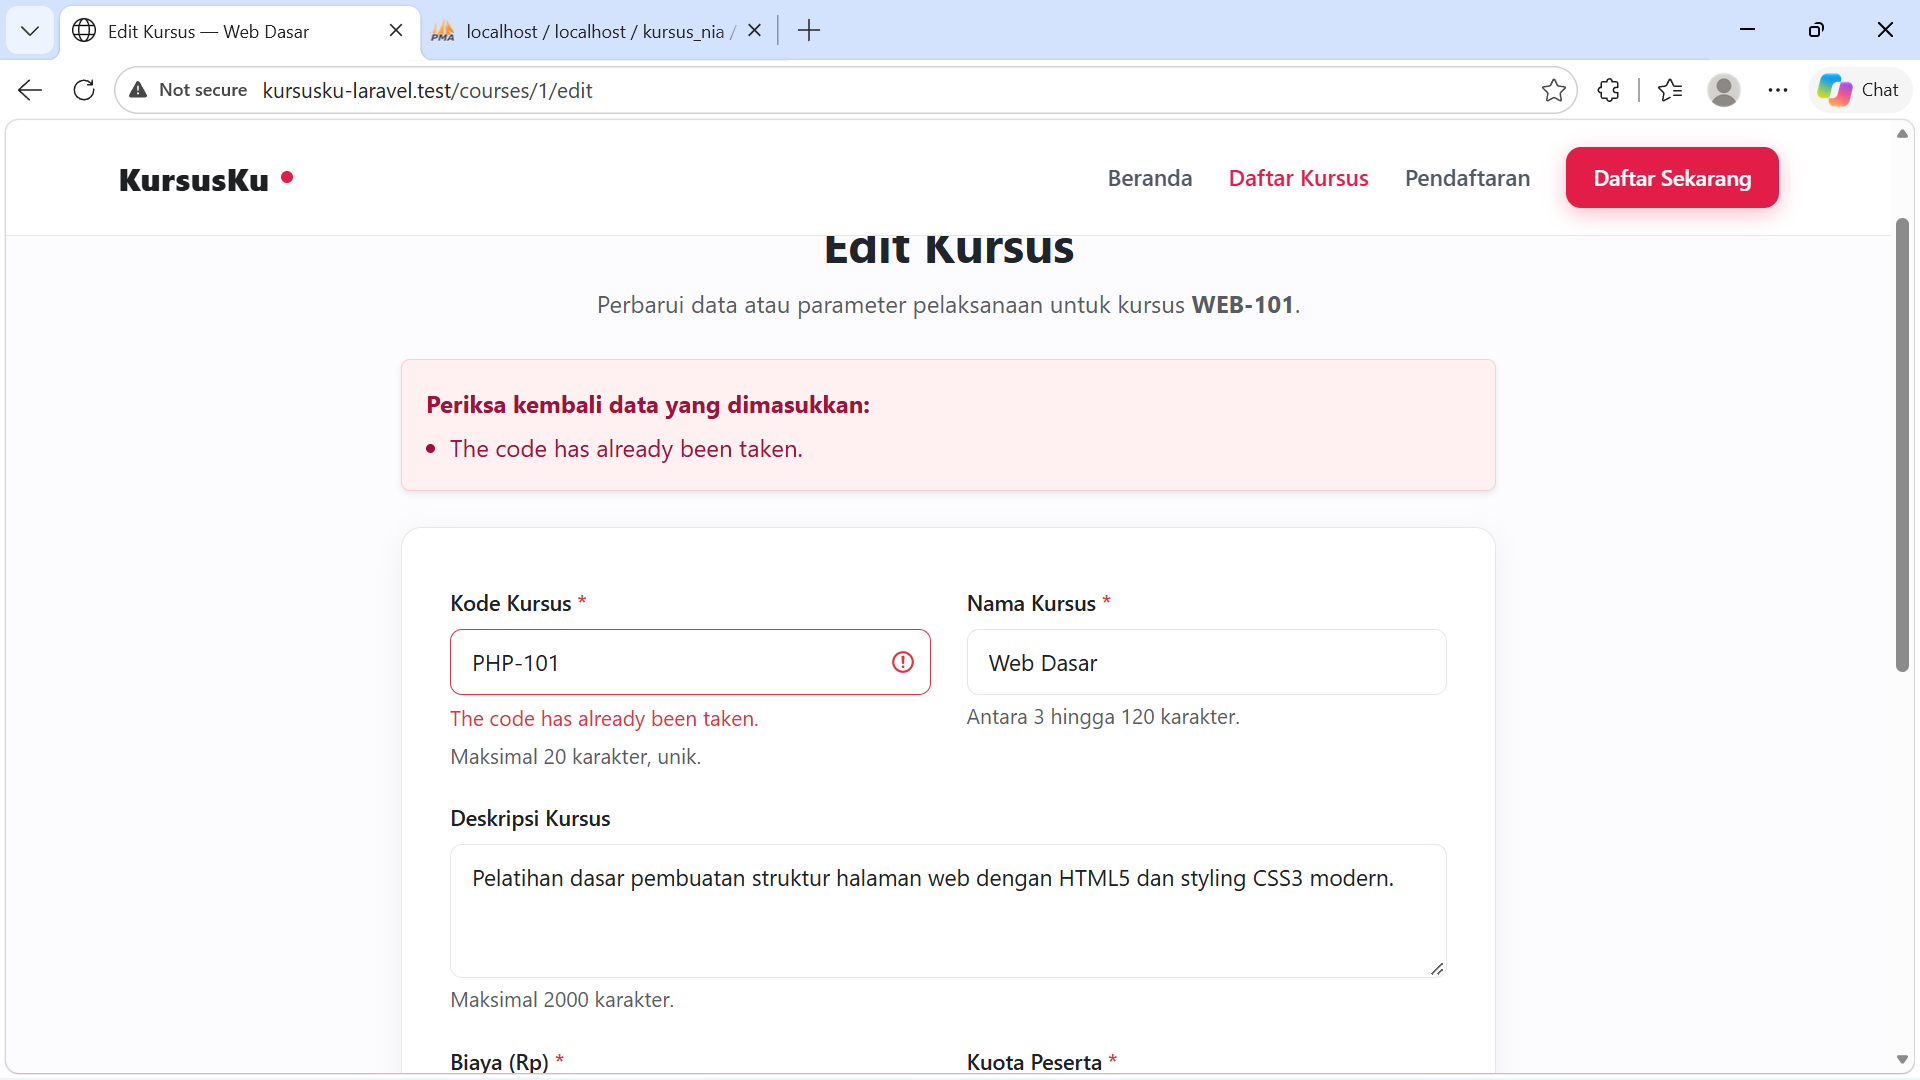 Edit Kursus — Web Dasar
localhost / localhost / kursus_nia /
Not secure kursusku-laravel.test/courses/1/edit
Chat
KursusKu
Beranda
Daftar Kursus
Pendaftaran
Daftar Sekarang
Edit Kursus
Perbarui data atau parameter pelaksanaan untuk kursus WEB-101.
Periksa kembali data yang dimasukkan:
• The code has already been taken.
Kode Kursus *
Nama Kursus *
PHP-101
Web Dasar
The code has already been taken.
Antara 3 hingga 120 karakter.
Maksimal 20 karakter, unik.
Deskripsi Kursus
Pelatihan dasar pembuatan struktur halaman web dengan HTML5 dan styling CSS3 modern.
Maksimal 2000 karakter.
Biaya (Rp) *
Kuota Peserta *